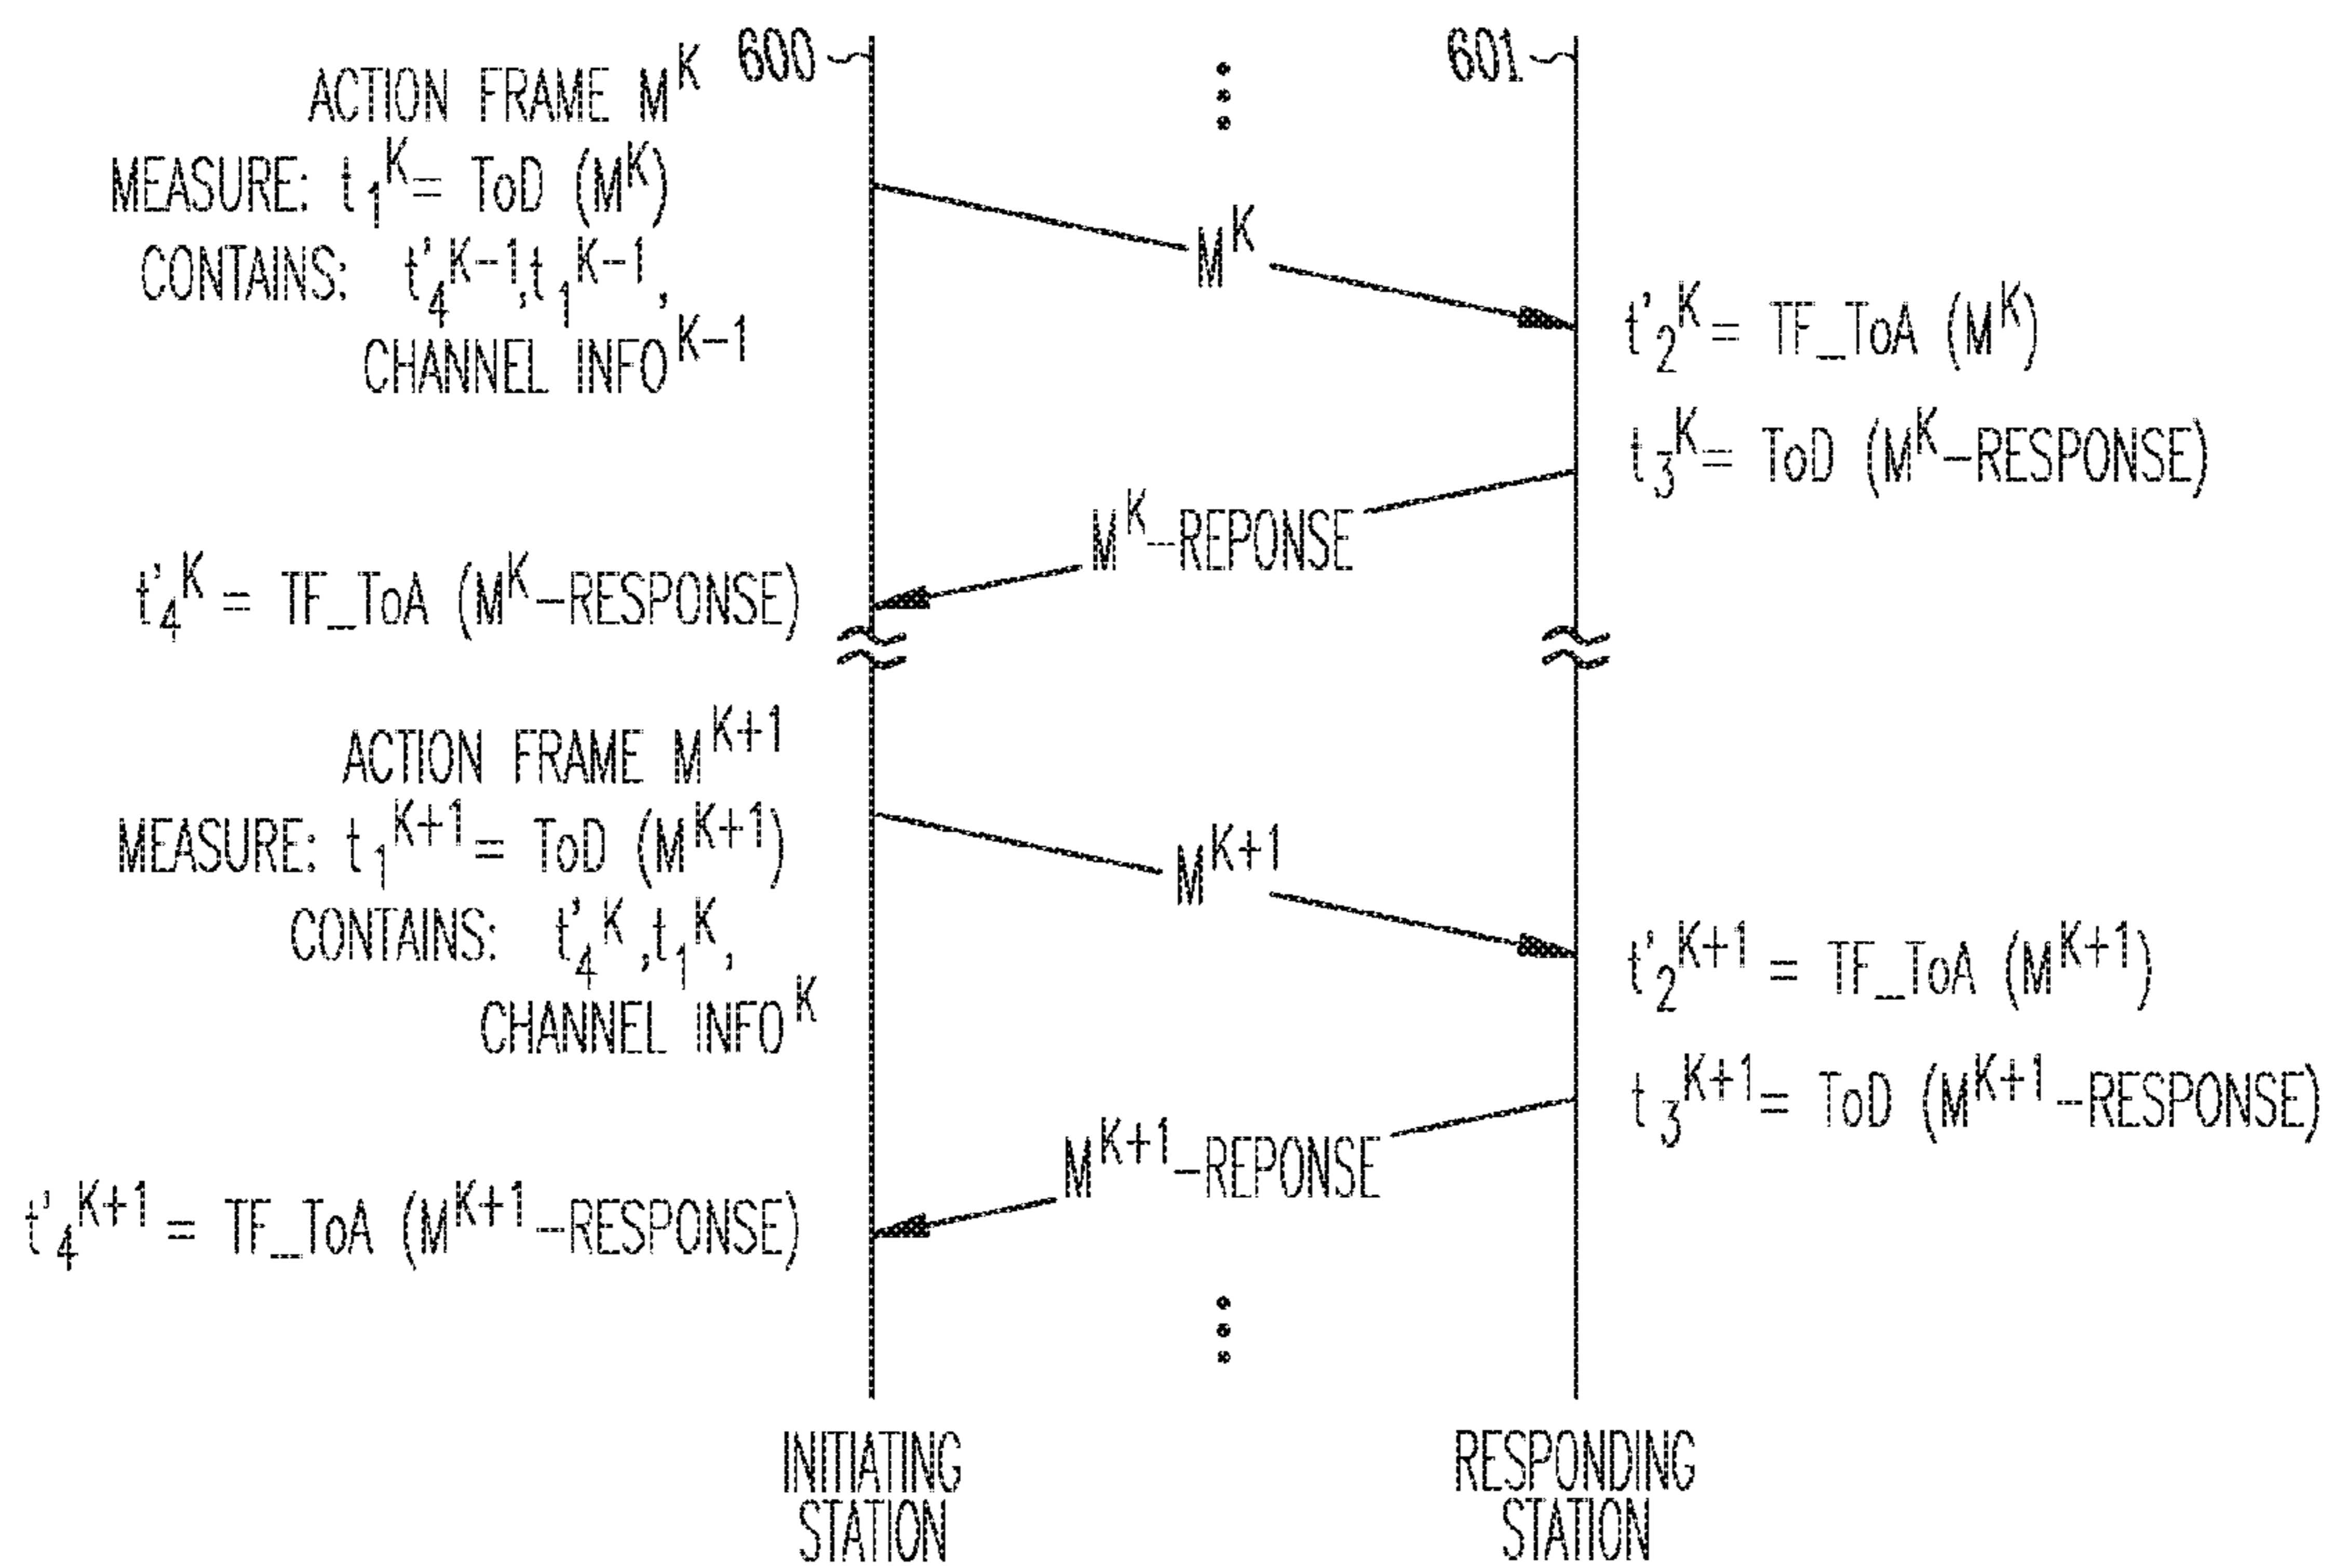 600
601
ACTION FRAME M^K
MEASURE: t₁^K = ToD (M^K)
CONTAINS: t'₄^K–1, t₁^K–1,
CHANNEL INFO^K–1
M^K
t'₂^K = TF_ToA (M^K)
t₃^K = ToD (M^K–RESPONSE)
M^K–REPONSE
t'₄^K = TF_ToA (M^K–RESPONSE)
ACTION FRAME M^K+1
MEASURE: t₁^K+1 = ToD (M^K+1)
CONTAINS: t'₄^K, t₁^K,
CHANNEL INFO^K
M^K+1
t'₂^K+1 = TF_ToA (M^K+1)
t₃^K+1 = ToD (M^K+1–RESPONSE)
M^K+1–REPONSE
t'₄^K+1 = TF_ToA (M^K+1–RESPONSE)
INITIATING
STATION
RESPONDING
STATION